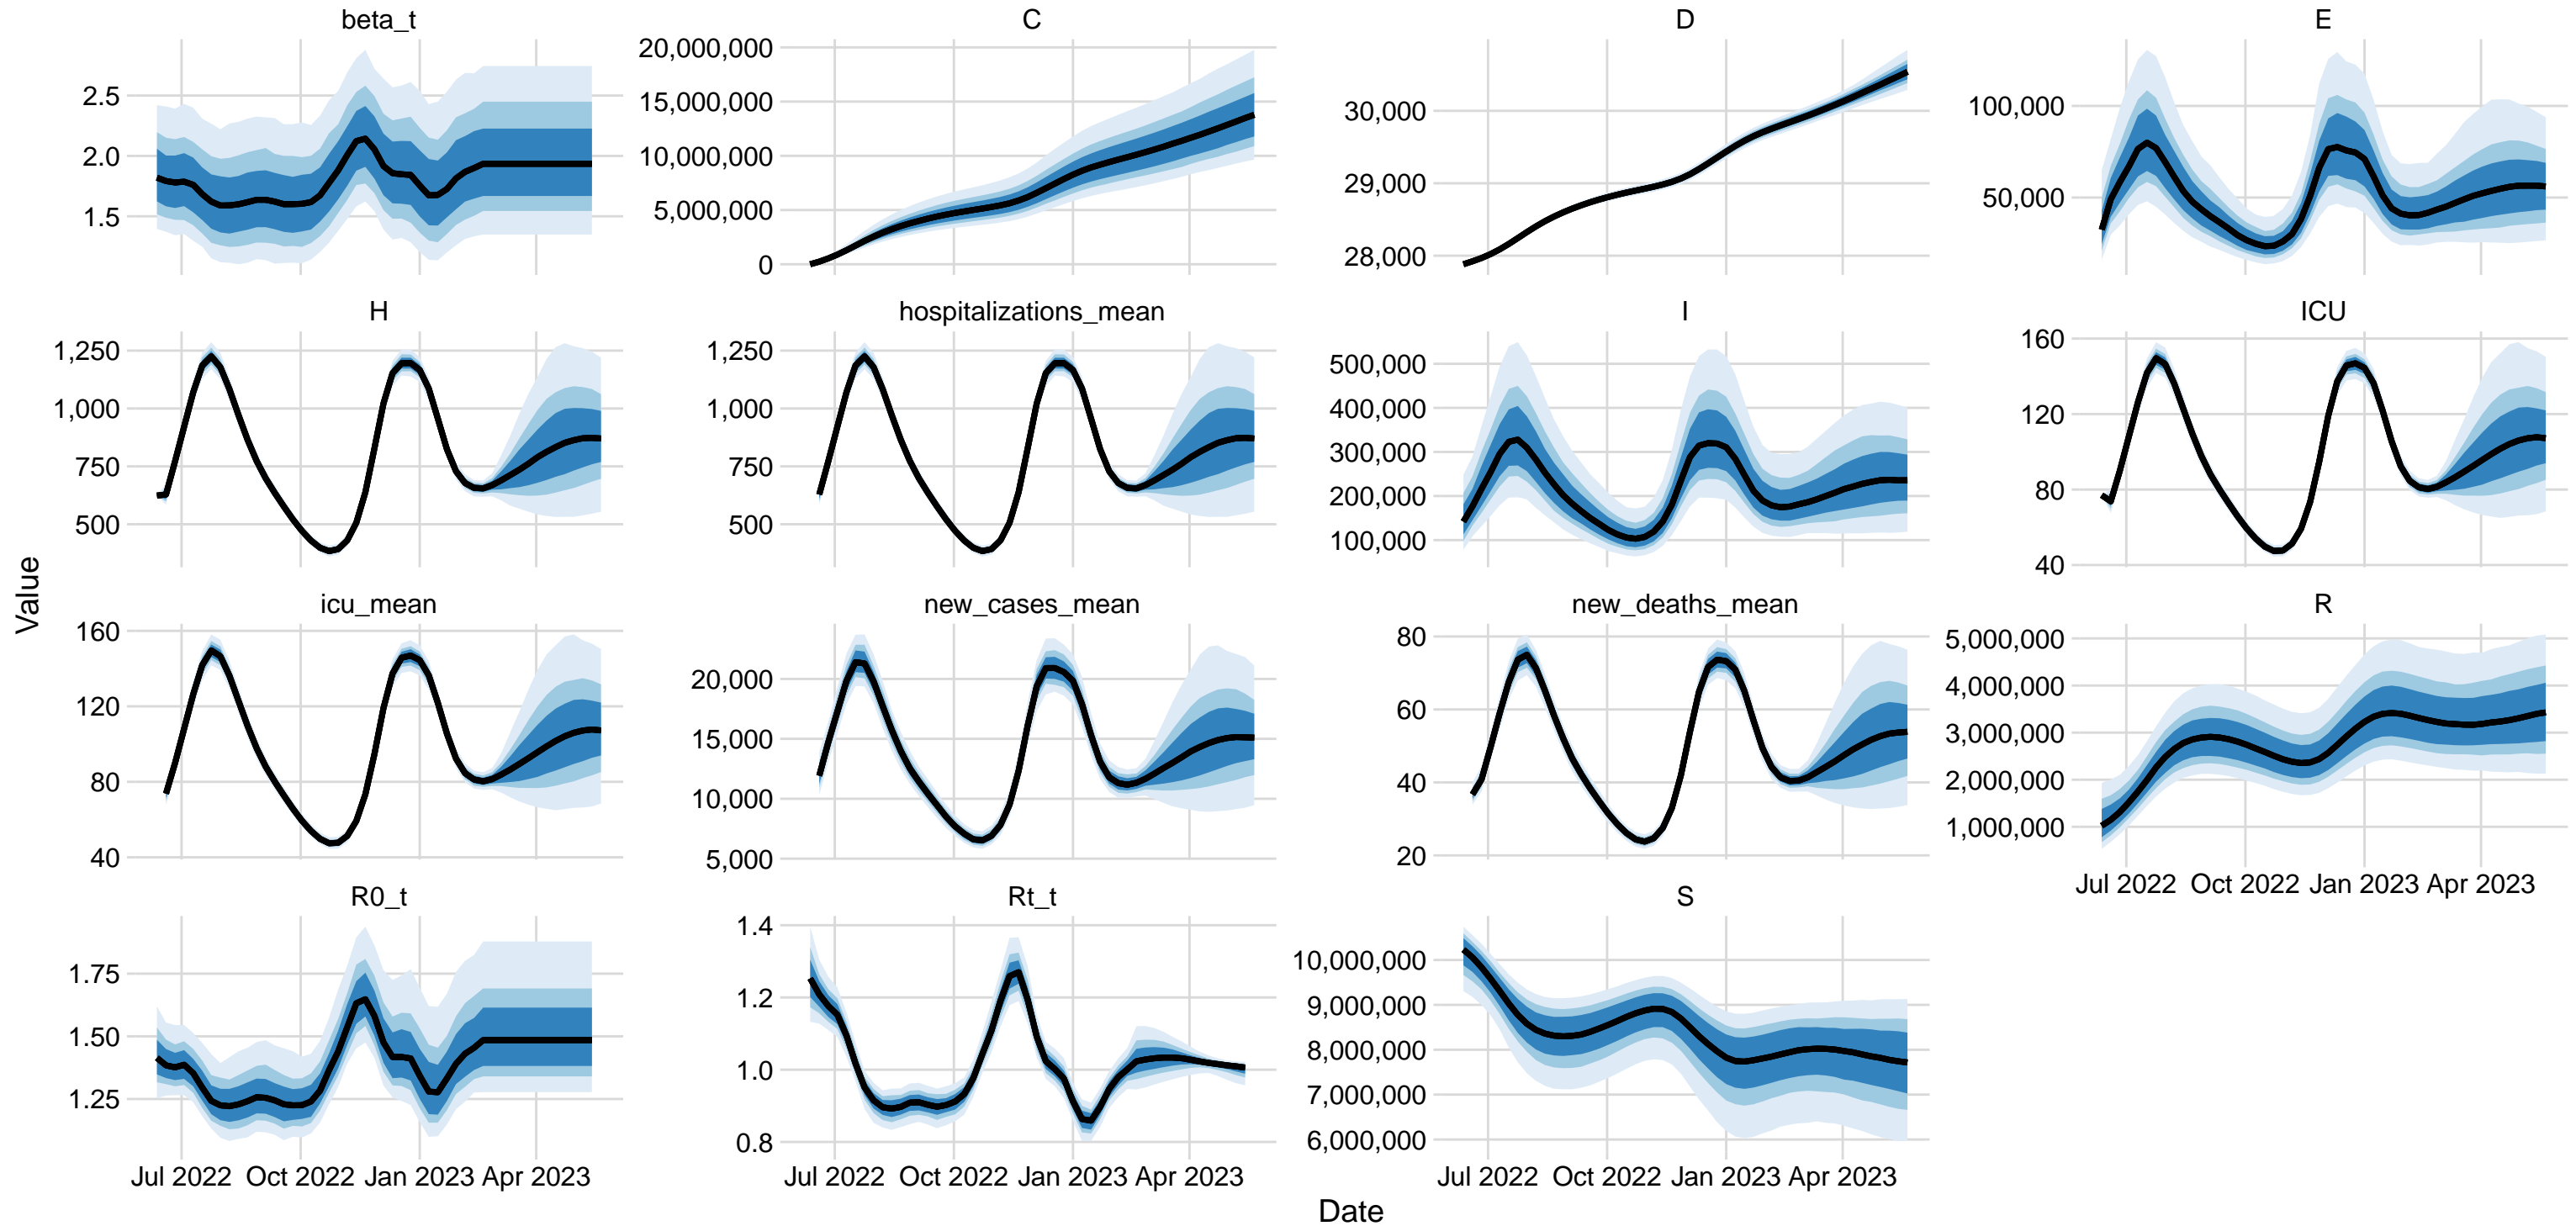 beta_t
C
D
E
2.5
2.0
1.5
20,000,000
15,000,000
10,000,000
5,000,000
0
30,000
29,000
28,000
100,000
50,000
H
hospitalizations_mean
I
ICU
1,250
1,000
750
500
1,250
1,000
750
500
500,000
400,000
300,000
200,000
100,000
160
120
80
40
Value
icu_mean
new_cases_mean
new_deaths_mean
R
160
120
80
40
20,000
15,000
10,000
5,000
80
60
40
20
5,000,000
4,000,000
3,000,000
2,000,000
1,000,000
Jul 2022 Oct 2022 Jan 2023 Apr 2023
R0_t
Rt_t
S
1.75
1.50
1.25
1.4
1.2
1.0
0.8
10,000,000
9,000,000
8,000,000
7,000,000
6,000,000
Jul 2022 Oct 2022 Jan 2023 Apr 2023
Jul 2022 Oct 2022 Jan 2023 Apr 2023
Jul 2022 Oct 2022 Jan 2023 Apr 2023
Date